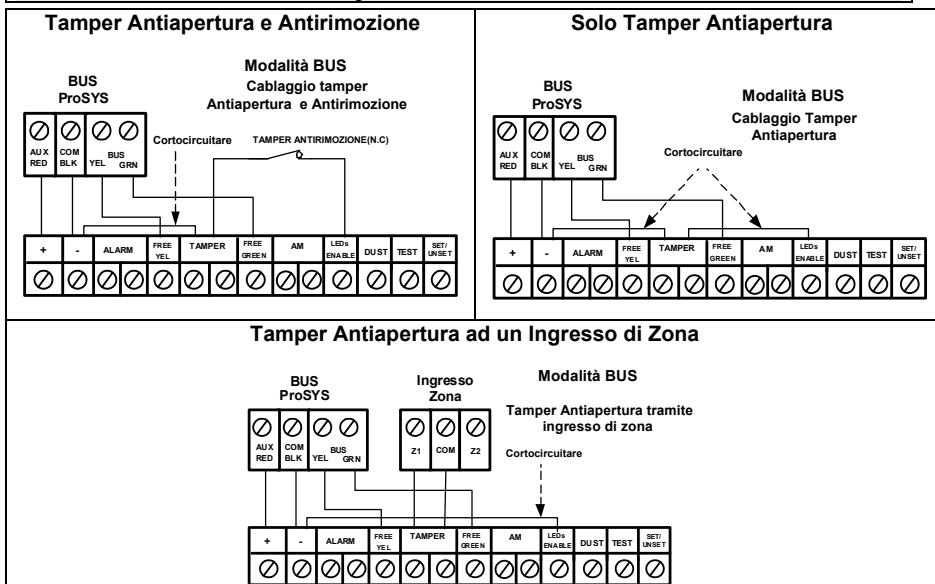 Tamper Antiapertura e Antirimozione
Modalità BUS
Cablaggio tamper
Antiapertura e Antirimozione
BUS
ProSYS
AUX
RED
COM
BLK
BUS
YEL
GRN
Cortocircuitare
TAMPER ANTIRIMOZIONE(N.C)
+
-
ALARM
FREE
YEL
TAMPER
FREE
GREEN
AM
LEDs
ENABLE
DUST
TEST
SET/
UNSET
Solo Tamper Antiapertura
BUS
ProSYS
Modalità BUS
Cablaggio Tamper
Antiapertura
AUX
RED
COM
BLK
BUS
YEL
GRN
Cortocircuitare
+
-
ALARM
FREE
YEL
TAMPER
FREE
GREEN
AM
LEDs
ENABLE
DUST
TEST
SET/
UNSET
Tamper Antiapertura ad un Ingresso di Zona
BUS
ProSYS
Ingresso
Zona
Modalità BUS
Tamper Antiapertura tramite
ingresso di zona
AUX
RED
COM
BLK
BUS
YEL
GRN
Z1
COM
Z2
Cortocircuitare
+
-
ALARM
FREE
YEL
TAMPER
FREE
GREEN
AM
LEDs
ENABLE
DUST
TEST
SET/
UNSET